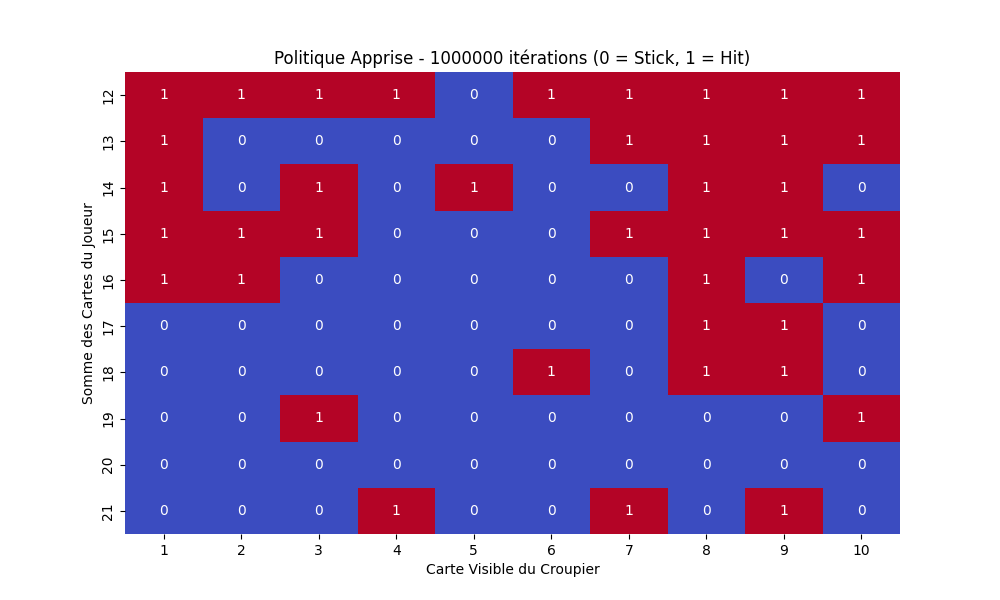 Politique Apprise - 1000000 itérations (0 = Stick, 1 = Hit)
Somme des Cartes du Joueur
12 1 1 1 1 0 1 1 1 1 1
13 1 0 0 0 0 0 1 1 1 1
14 1 0 1 0 1 0 0 1 1 0
15 1 1 1 0 0 0 1 1 1 1
16 1 1 0 0 0 0 0 1 0 1
17 0 0 0 0 0 0 0 1 1 0
18 0 0 0 0 0 1 0 1 1 0
19 0 0 1 0 0 0 0 0 0 1
20 0 0 0 0 0 0 0 0 0 0
21 0 0 0 1 0 0 1 0 1 0
1 2 3 4 5 6 7 8 9 10
Carte Visible du Croupier